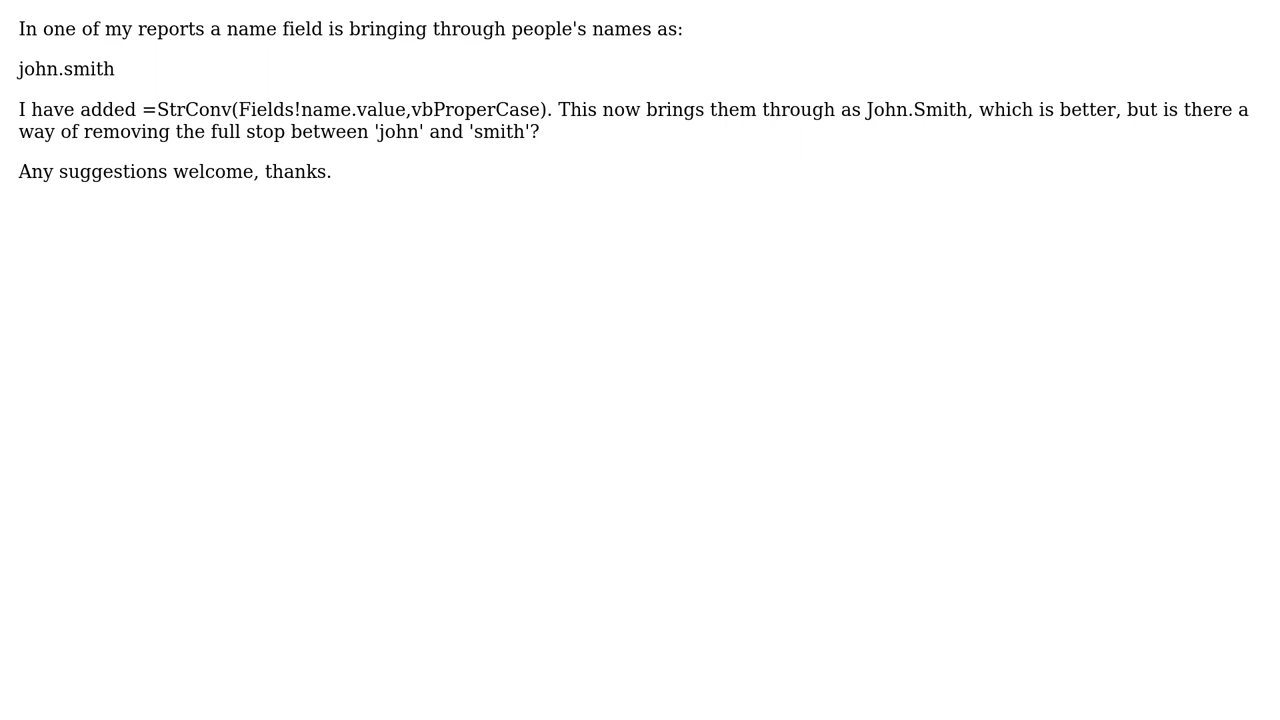 In one of my reports a name field is bringing through people's names as:
john.smith
I have added =StrConv(Fields!name.value,vbProperCase). This now brings them through as John.Smith, which is better, but is there a
way of removing the full stop between 'john' and 'smith'?
Any suggestions welcome, thanks.